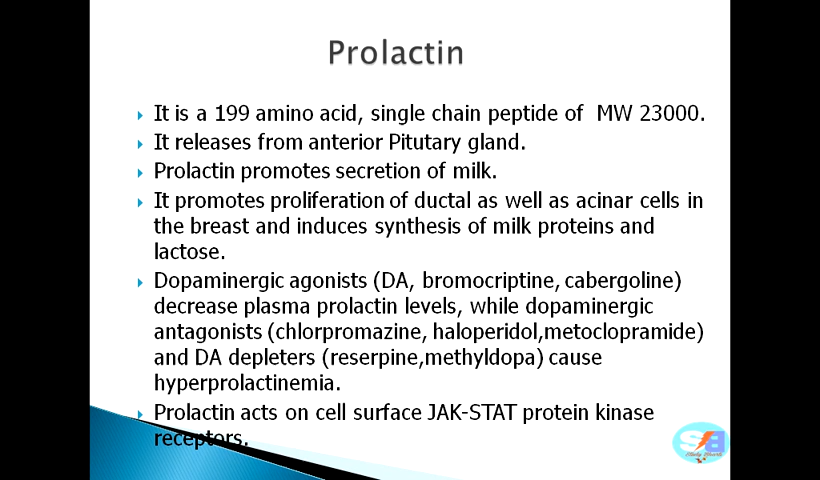 Prolactin
It is a 199 amino acid, single chain peptide of MW 23000.
It releases from anterior Pitutary gland.
Prolactin promotes secretion of milk.
It promotes proliferation of ductal as well as acinar cells in
the breast and induces synthesis of milk proteins and
lactose.
Dopaminergic agonists (DA, bromocriptine, cabergoline)
decrease plasma prolactin levels, while dopaminergic
antagonists (chlorpromazine, haloperidol,metoclopramide)
and DA depleters (reserpine,methyldopa) cause
hyperprolactinemia.
Prolactin acts on cell surface JAK-STAT protein kinase
receptors.